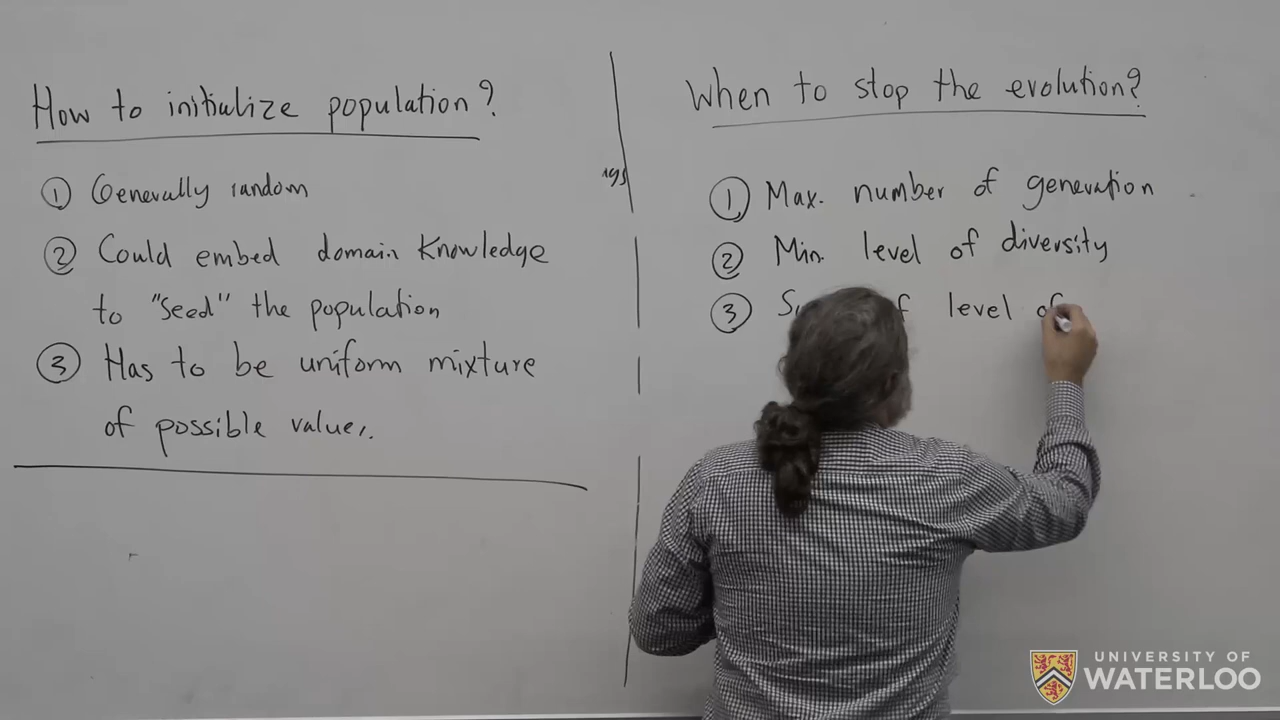 How to initialize population?
① Generally random
② Could embed domain Knowledge
to "seed" the population
③ Has to be uniform mixture
of possible values.
When to stop the evolution?
① Max. number of generation
② Min. level of diversity
③ level of
UNIVERSITY OF
WATERLOO